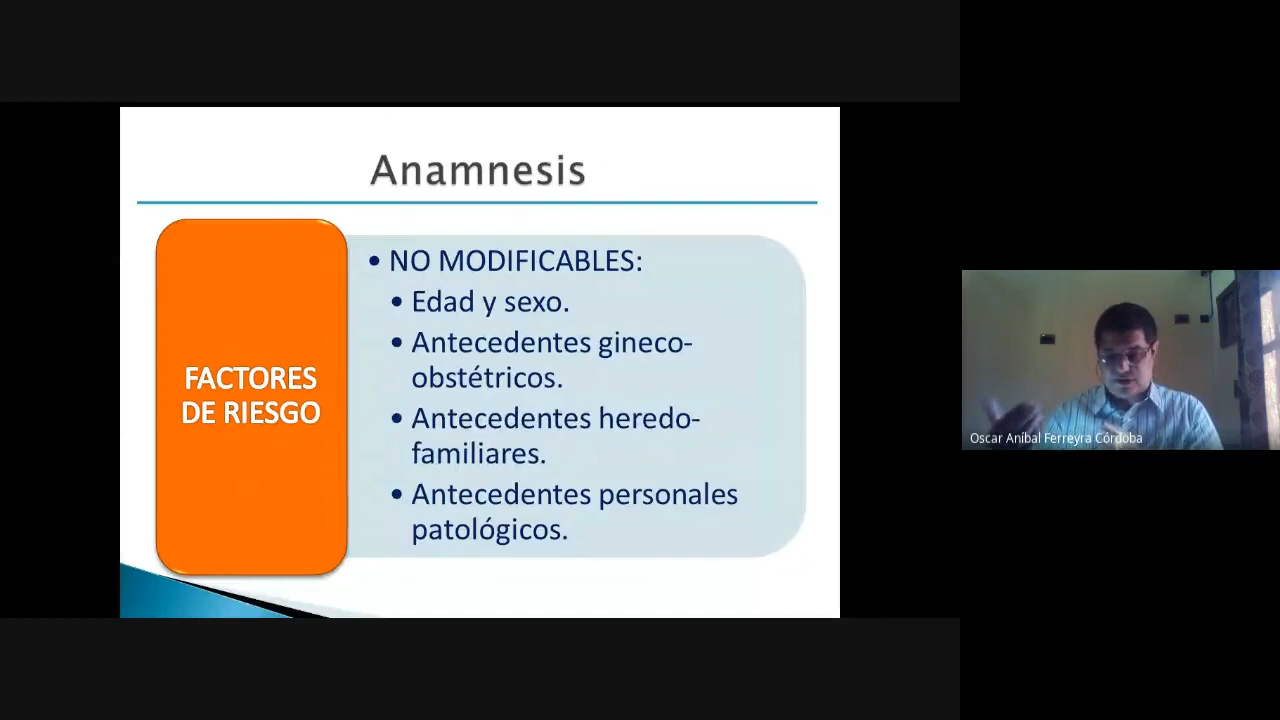 Anamnesis
FACTORES
DE RIESGO
• NO MODIFICABLES:
• Edad y sexo.
• Antecedentes gineco-
obstétricos.
• Antecedentes heredo-
familiares.
• Antecedentes personales
patológicos.
Oscar Aníbal Ferreyra Córdoba